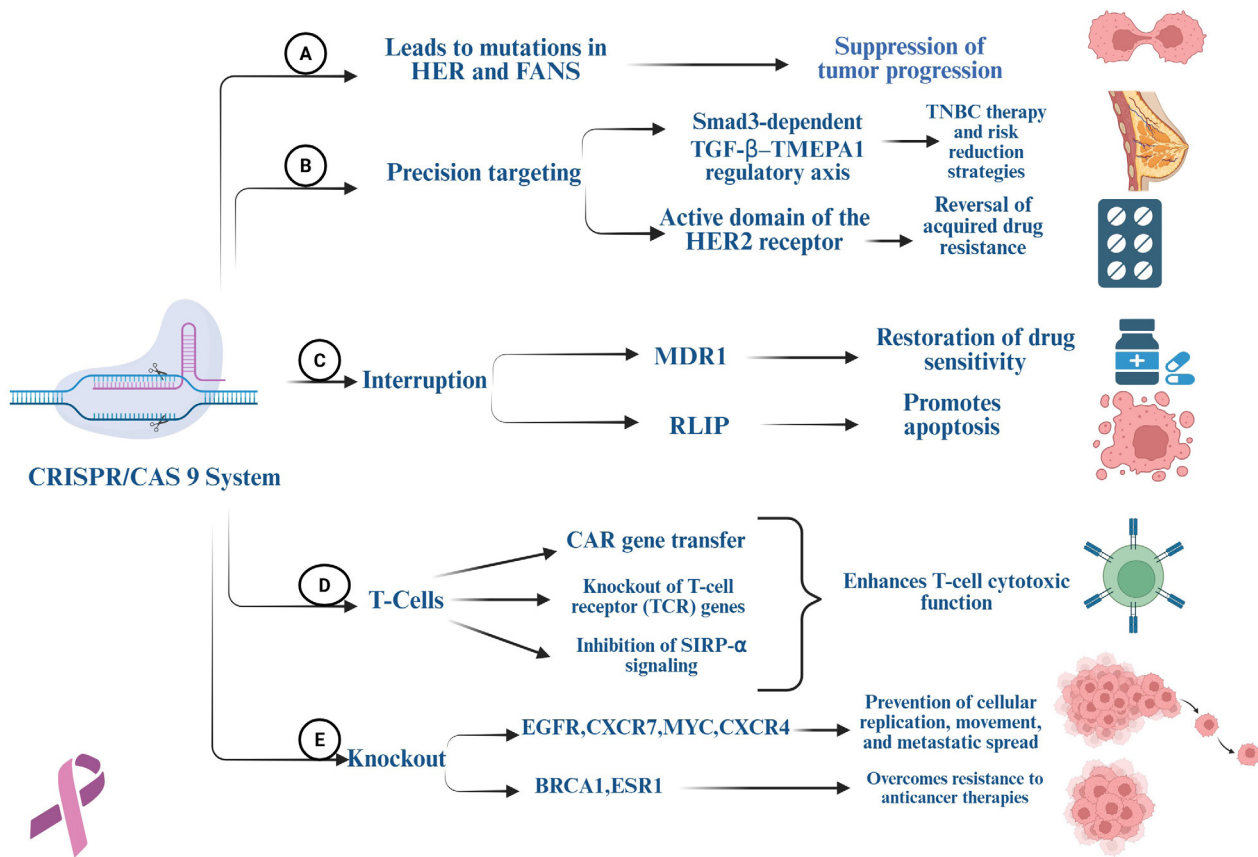 A
Leads to mutations in
HER and FANS
Suppression of
tumor progression
B
Precision targeting
Smad3-dependent
TGF-β–TMEPA1
regulatory axis
TNBC therapy
and risk
reduction
strategies
Active domain of the
HER2 receptor
Reversal of
acquired drug
resistance
C
Interruption
MDR1
Restoration of drug
sensitivity
RLIP
Promotes
apoptosis
CRISPR/CAS 9 System
D
T-Cells
CAR gene transfer
Knockout of T-cell
receptor (TCR) genes
Inhibition of SIRP-α
signaling
Enhances T-cell cytotoxic
function
E
Knockout
EGFR,CXCR7,MYC,CXCR4
Prevention of cellular
replication, movement,
and metastatic spread
BRCA1,ESR1
Overcomes resistance to
anticancer therapies